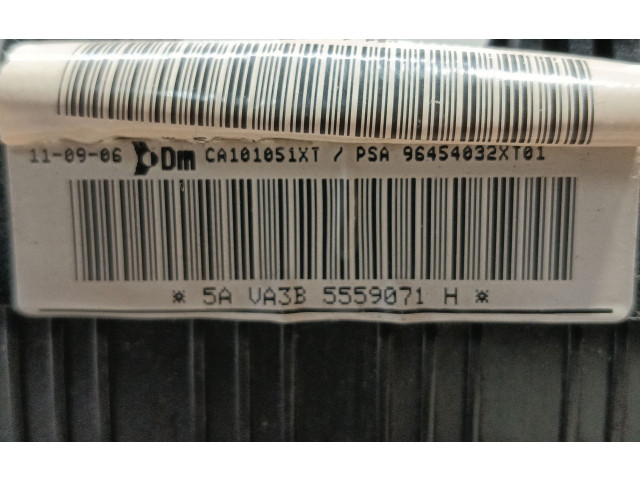 11-09-06 Dm CA101051XT / PSA 96454032XT01
* 5A VA3B 5559071 H *